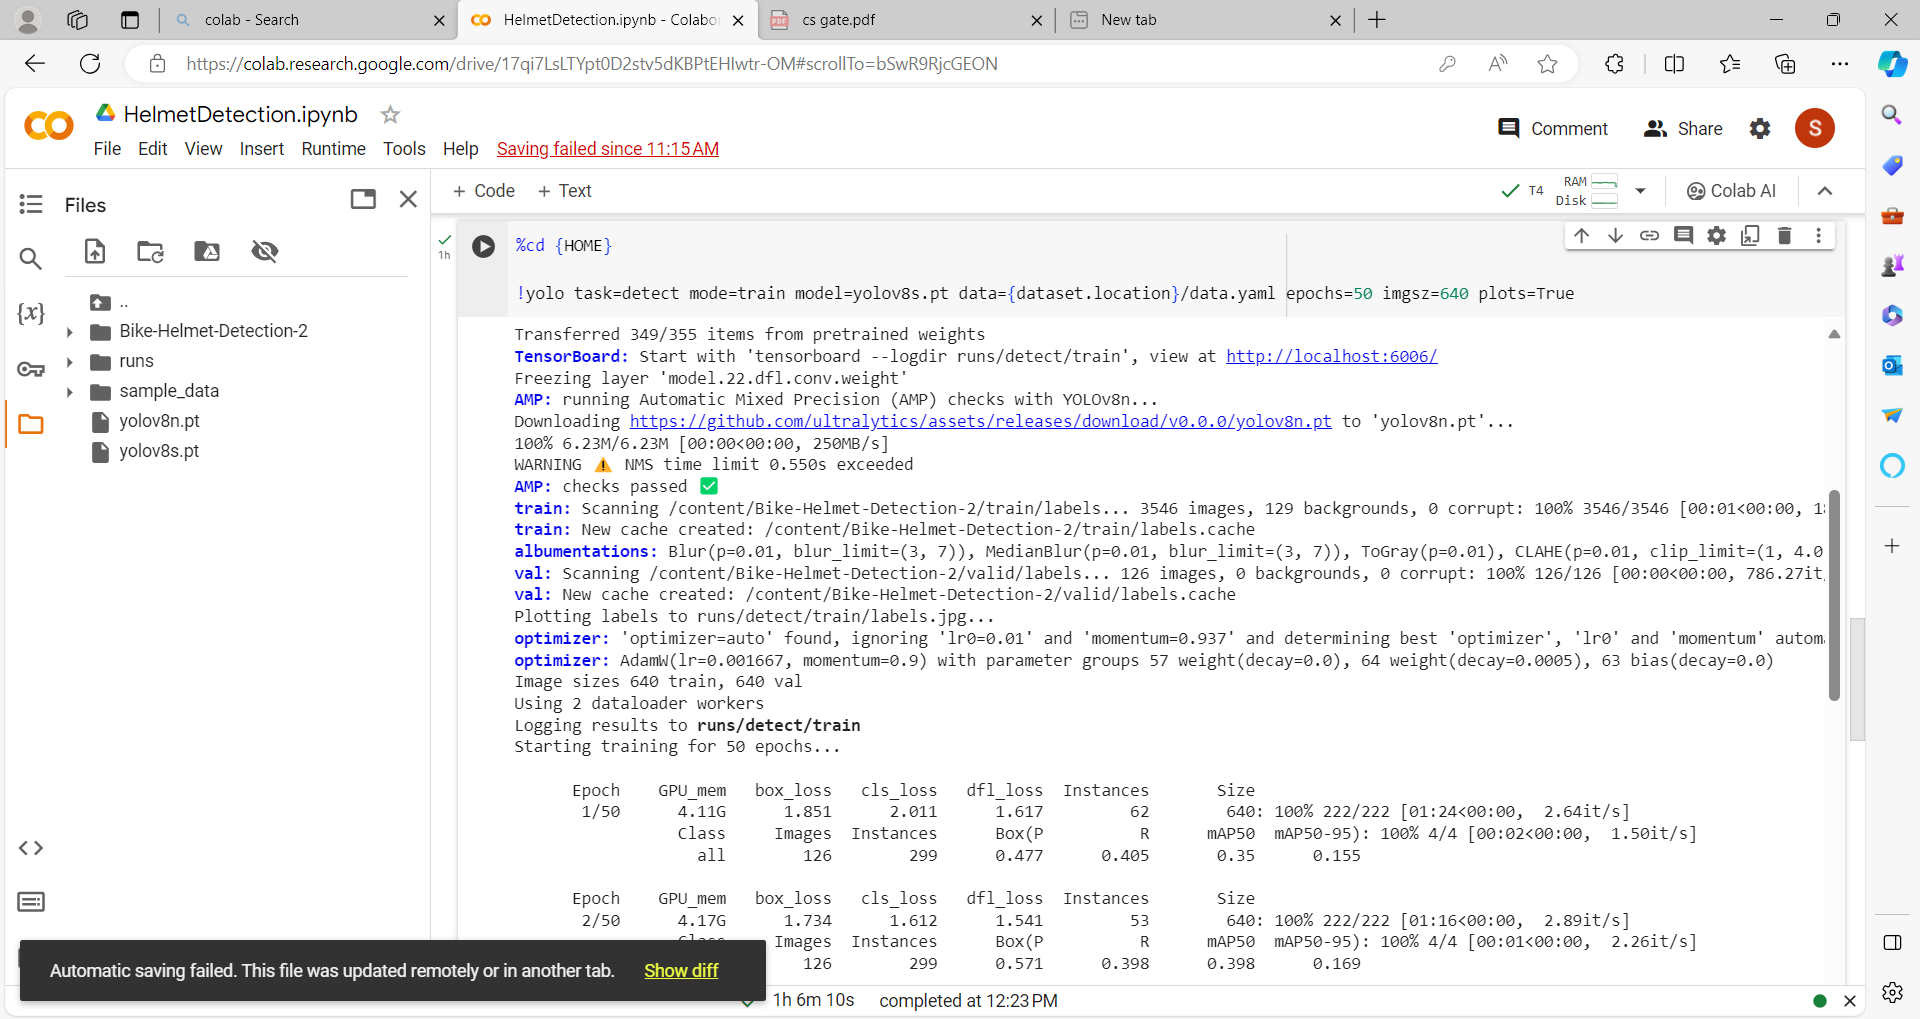 colab - Search
HelmetDetection.ipynb - Colabo
cs gate.pdf
New tab
https://colab.research.google.com/drive/17qi7LsLTYpt0D2stv5dKBPtEHIwtr-OM#scrollTo=bSwR9RjcGEON
HelmetDetection.ipynb
Comment
Share
S
File Edit View Insert Runtime Tools Help Saving failed since 11:15 AM
Files
+ Code + Text
T4 RAM
Disk
Colab AI
..
Bike-Helmet-Detection-2
runs
sample_data
yolov8n.pt
yolov8s.pt
{x}
1h
%cd {HOME}
!yolo task=detect mode=train model=yolov8s.pt data={dataset.location}/data.yaml epochs=50 imgsz=640 plots=True
Transferred 349/355 items from pretrained weights
TensorBoard: Start with 'tensorboard --logdir runs/detect/train', view at http://localhost:6006/
Freezing layer 'model.22.dfl.conv.weight'
AMP: running Automatic Mixed Precision (AMP) checks with YOLOv8n...
Downloading https://github.com/ultralytics/assets/releases/download/v0.0.0/yolov8n.pt to 'yolov8n.pt'...
100% 6.23M/6.23M [00:00<00:00, 250MB/s]
WARNING ⚠️ NMS time limit 0.550s exceeded
AMP: checks passed ✅
train: Scanning /content/Bike-Helmet-Detection-2/train/labels... 3546 images, 129 backgrounds, 0 corrupt: 100% 3546/3546 [00:01<00:00,
train: New cache created: /content/Bike-Helmet-Detection-2/train/labels.cache
albumentations: Blur(p=0.01, blur_limit=(3, 7)), MedianBlur(p=0.01, blur_limit=(3, 7)), ToGray(p=0.01), CLAHE(p=0.01, clip_limit=(1, 4.0
val: Scanning /content/Bike-Helmet-Detection-2/valid/labels... 126 images, 0 backgrounds, 0 corrupt: 100% 126/126 [00:00<00:00, 786.27it
val: New cache created: /content/Bike-Helmet-Detection-2/valid/labels.cache
Plotting labels to runs/detect/train/labels.jpg...
optimizer: 'optimizer=auto' found, ignoring 'lr0=0.01' and 'momentum=0.937' and determining best 'optimizer', 'lr0' and 'momentum' autom
optimizer: AdamW(lr=0.001667, momentum=0.9) with parameter groups 57 weight(decay=0.0), 64 weight(decay=0.0005), 63 bias(decay=0.0)
Image sizes 640 train, 640 val
Using 2 dataloader workers
Logging results to runs/detect/train
Starting training for 50 epochs...
Epoch GPU_mem box_loss cls_loss dfl_loss Instances Size
1/50 4.11G 1.851 2.011 1.617 62 640: 100% 222/222 [01:24<00:00, 2.64it/s]
Class Images Instances Box(P R mAP50 mAP50-95): 100% 4/4 [00:02<00:00, 1.50it/s]
all 126 299 0.477 0.405 0.35 0.155
Epoch GPU_mem box_loss cls_loss dfl_loss Instances Size
2/50 4.17G 1.734 1.612 1.541 53 640: 100% 222/222 [01:16<00:00, 2.89it/s]
Class Images Instances Box(P R mAP50 mAP50-95): 100% 4/4 [00:01<00:00, 2.26it/s]
126 299 0.571 0.398 0.398 0.169
Automatic saving failed. This file was updated remotely or in another tab. Show diff
1h 6m 10s completed at 12:23 PM